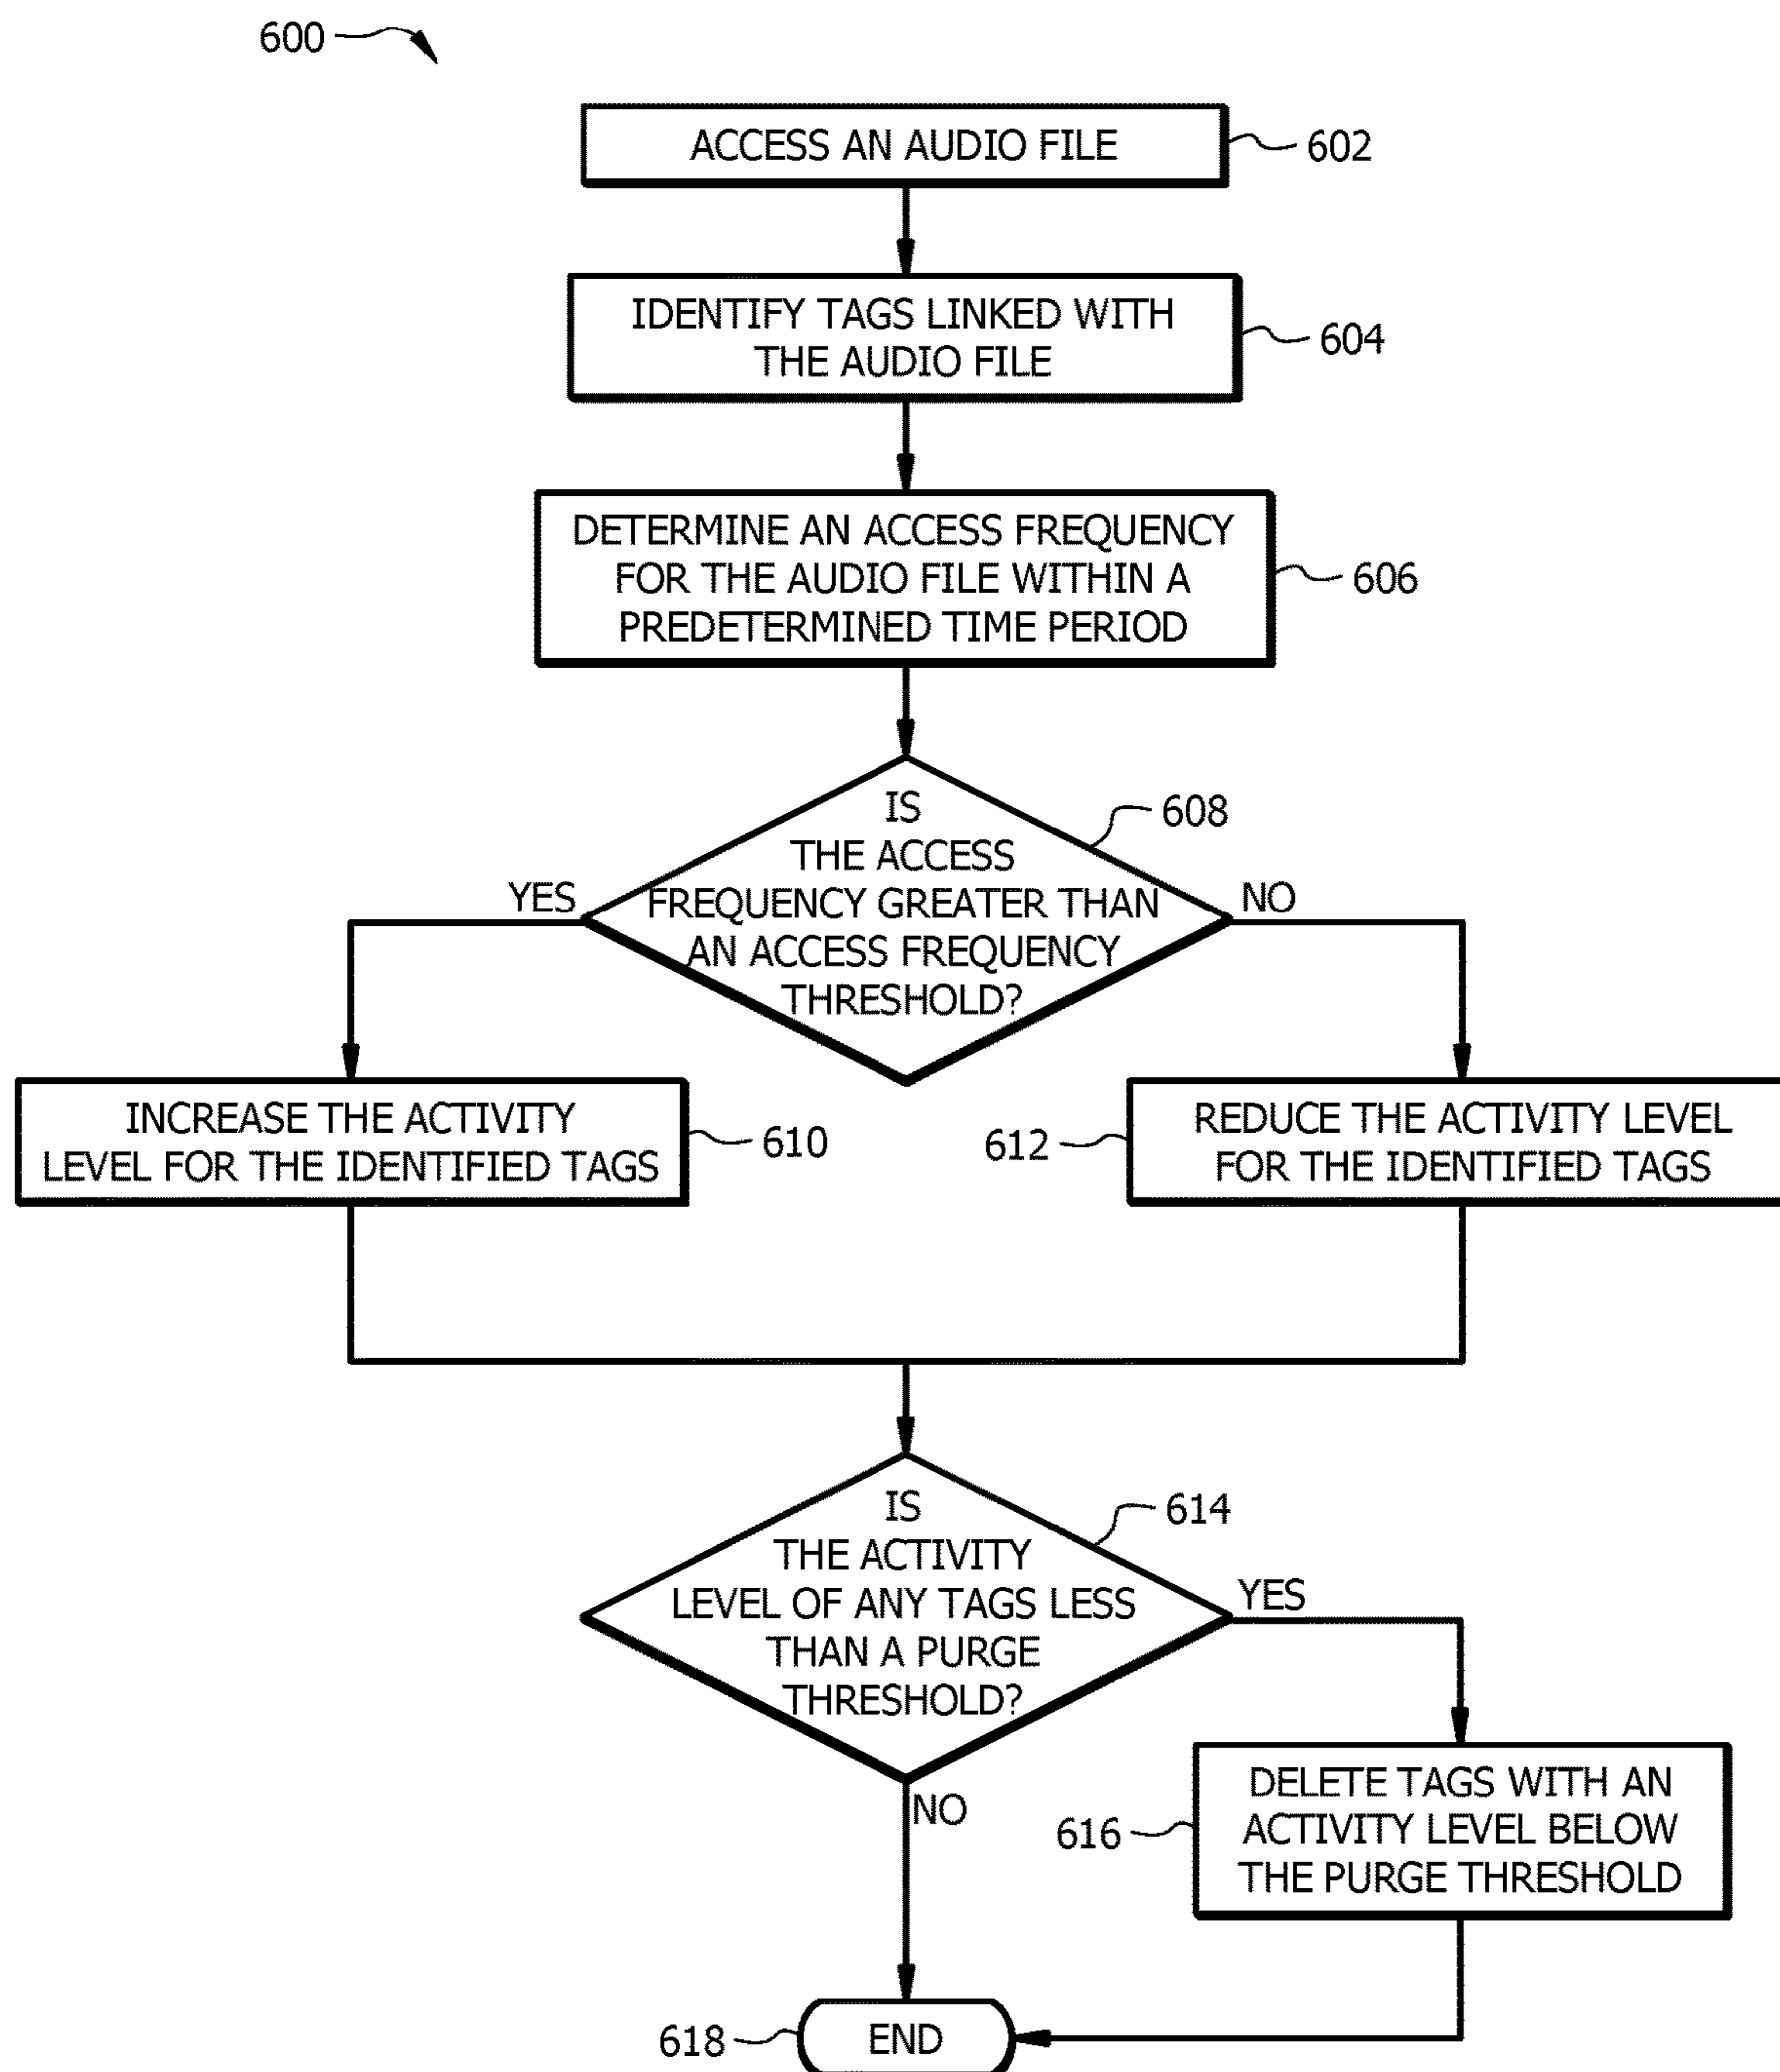 600
ACCESS AN AUDIO FILE
602
IDENTIFY TAGS LINKED WITH
THE AUDIO FILE
604
DETERMINE AN ACCESS FREQUENCY
FOR THE AUDIO FILE WITHIN A
PREDETERMINED TIME PERIOD
606
IS
THE ACCESS
FREQUENCY GREATER THAN
AN ACCESS FREQUENCY
THRESHOLD?
608
YES
NO
INCREASE THE ACTIVITY
LEVEL FOR THE IDENTIFIED TAGS
610
612
REDUCE THE ACTIVITY LEVEL
FOR THE IDENTIFIED TAGS
IS
THE ACTIVITY
LEVEL OF ANY TAGS LESS
THAN A PURGE
THRESHOLD?
614
YES
NO
616
DELETE TAGS WITH AN
ACTIVITY LEVEL BELOW
THE PURGE THRESHOLD
618
END